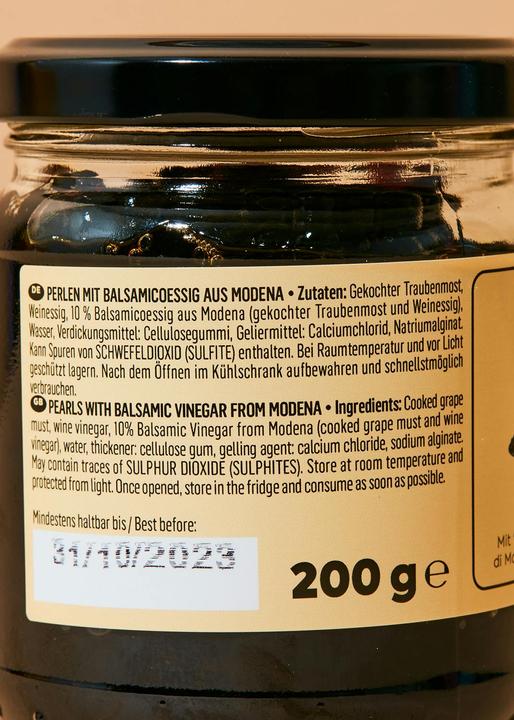 DE PERLEN MIT BALSAMICOESSIG AUS MODENA • Zutaten: Gekochter Traubenmost,
Weinessig, 10 % Balsamicoessig aus Modena (gekochter Traubenmost und Weinessig),
Wasser, Verdickungsmittel: Cellulosegummi, Geliermittel: Calciumchlorid, Natriumalginat.
Kann Spuren von SCHWEFELDIOXID (SULFITE) enthalten. Bei Raumtemperatur und vor Licht
geschützt lagern. Nach dem Öffnen im Kühlschrank aufbewahren und schnellstmöglich
verbrauchen.
GB PEARLS WITH BALSAMIC VINEGAR FROM MODENA • Ingredients: Cooked grape
must, wine vinegar, 10% Balsamic Vinegar from Modena (cooked grape must and wine
vinegar), water, thickener: cellulose gum, gelling agent: calcium chloride, sodium alginate.
May contain traces of SULPHUR DIOXIDE (SULPHITES). Store at room temperature and
protected from light. Once opened, store in the fridge and consume as soon as possible.
Mindestens haltbar bis / Best before:
31/10/2023
200 g e
Mit
di